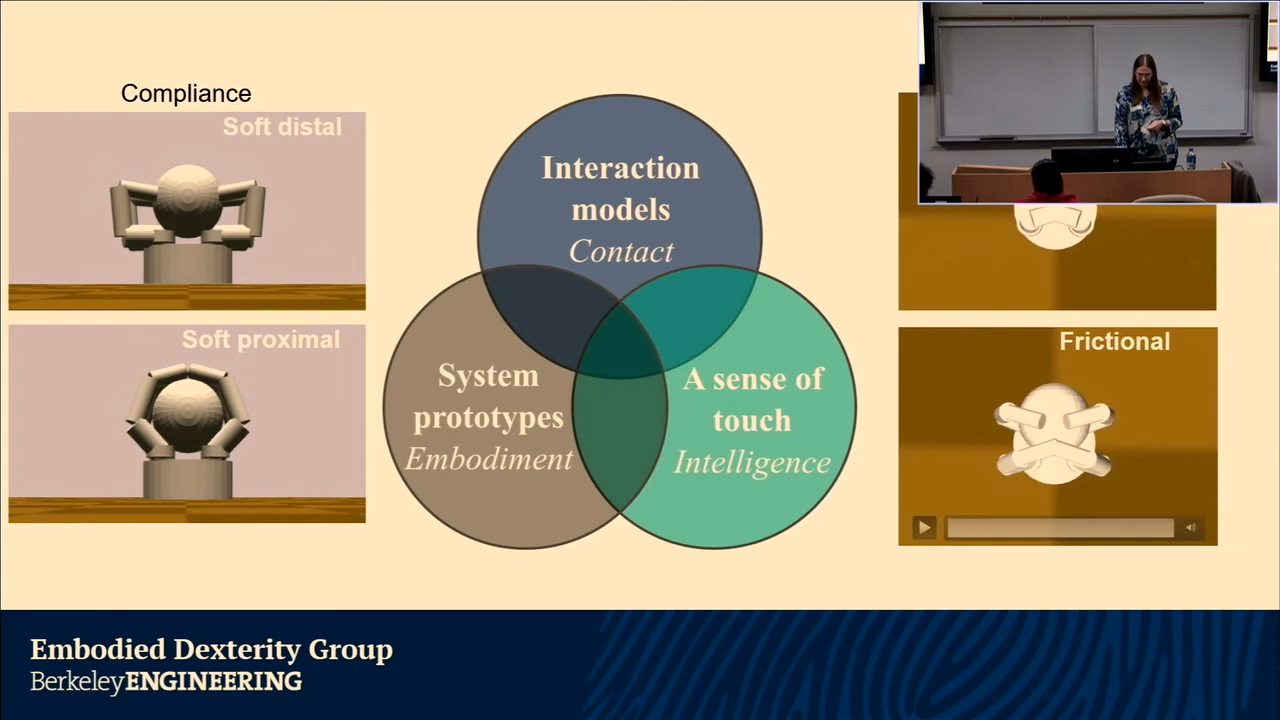 Compliance
Soft distal
Soft proximal
Interaction
models
Contact
System
prototypes
Embodiment
A sense of
touch
Intelligence
Frictional
Embodied Dexterity Group
BerkeleyENGINEERING